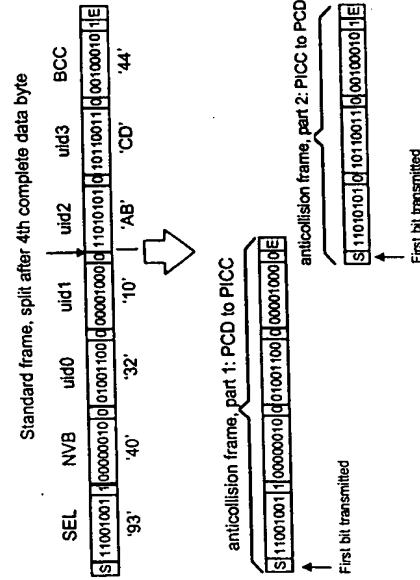 Standard frame, split after 4th complete data byte
SEL NVB uid0 uid1 uid2 uid3 BCC
S 11001001 1 00000010 0 01001100 0 00001000 0 11010101 0 10110011 0 00100010 1 E
'93' '40' '32' '10' 'AB' 'CD' '44'
anticollision frame, part 1: PCD to PICC
S 11001001 1 00000010 0 01001100 0 00001000 0 E
First bit transmitted
anticollision frame, part 2: PICC to PCD
S 11010101 0 10110011 0 00100010 1 E
First bit transmitted